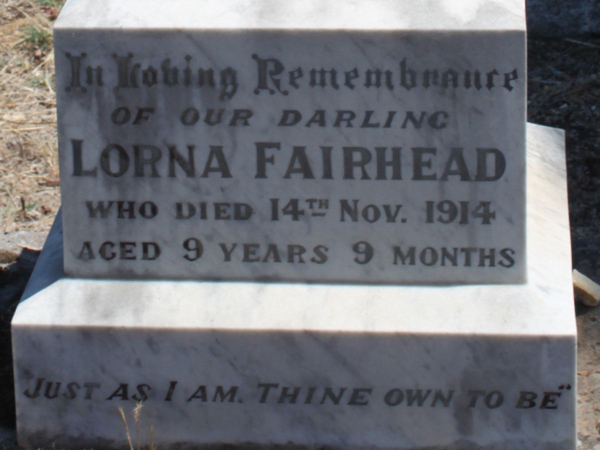 In Loving Remembrance
OF OUR DARLING
LORNA FAIRHEAD
WHO DIED 14TH NOV. 1914
AGED 9 YEARS 9 MONTHS
"JUST AS I AM. THINE OWN TO BE"